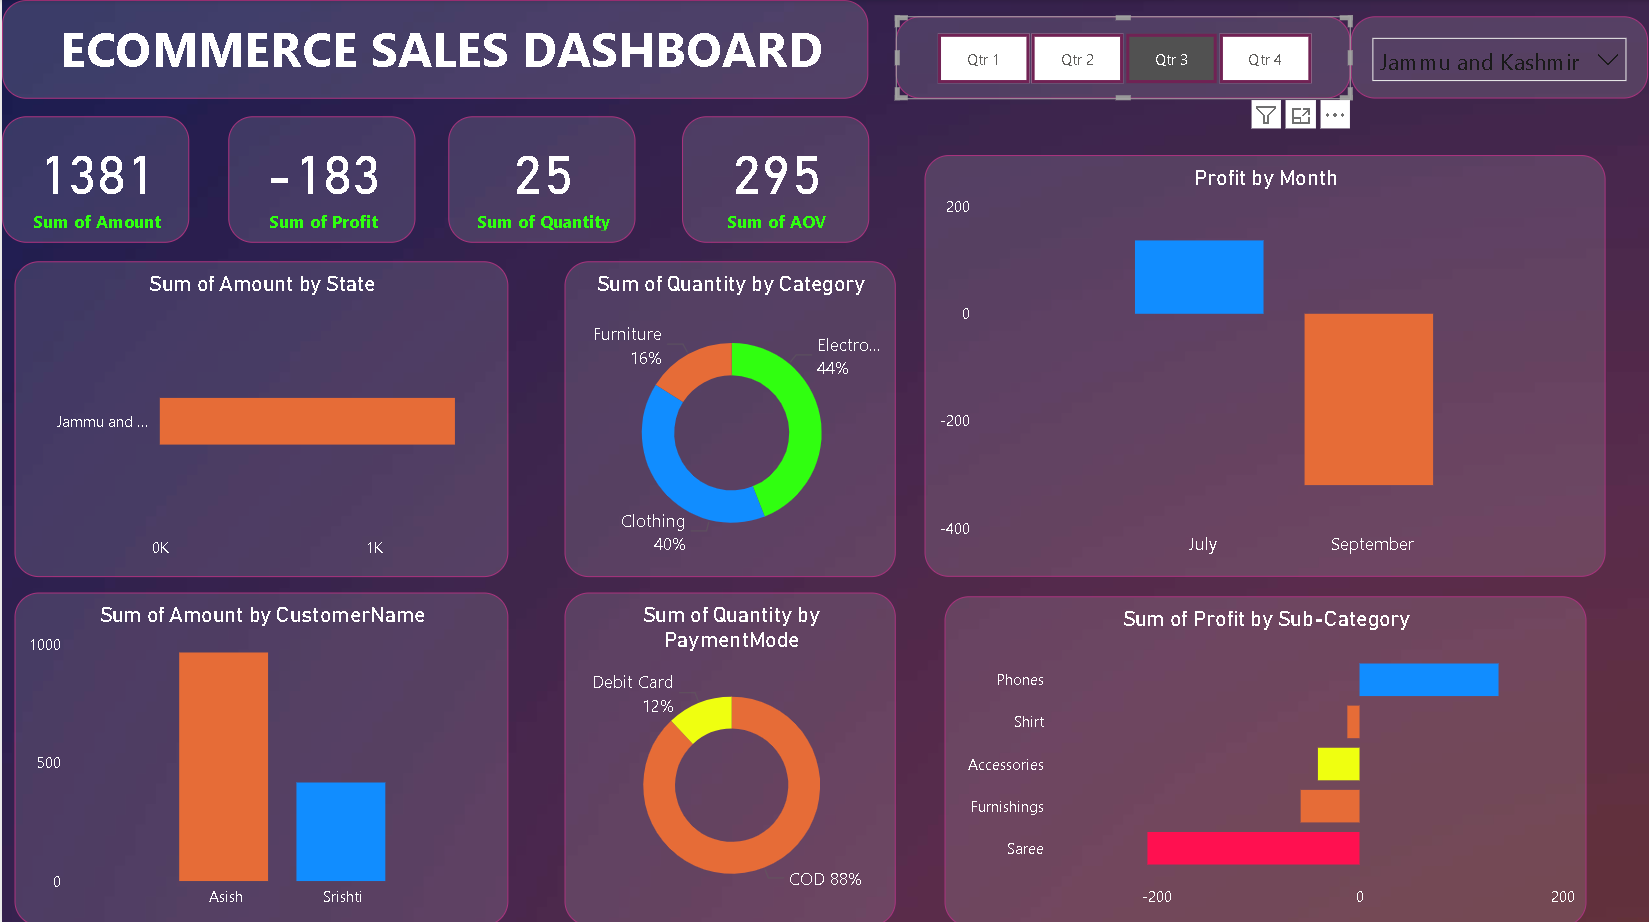 ECOMMERCE SALES DASHBOARD
Qtr 1
Qtr 2
Qtr 3
Qtr 4
Jammu and Kashmir
1381
Sum of Amount
-183
Sum of Profit
25
Sum of Quantity
295
Sum of AOV
Profit by Month
200
0
-200
-400
July
September
Sum of Amount by State
Jammu and ...
0K
1K
Sum of Quantity by Category
Furniture
16%
Electro...
44%
Clothing
40%
Sum of Amount by CustomerName
1000
500
0
Asish
Srishti
Sum of Quantity by
PaymentMode
Debit Card
12%
COD 88%
Sum of Profit by Sub-Category
Phones
Shirt
Accessories
Furnishings
Saree
-200
0
200